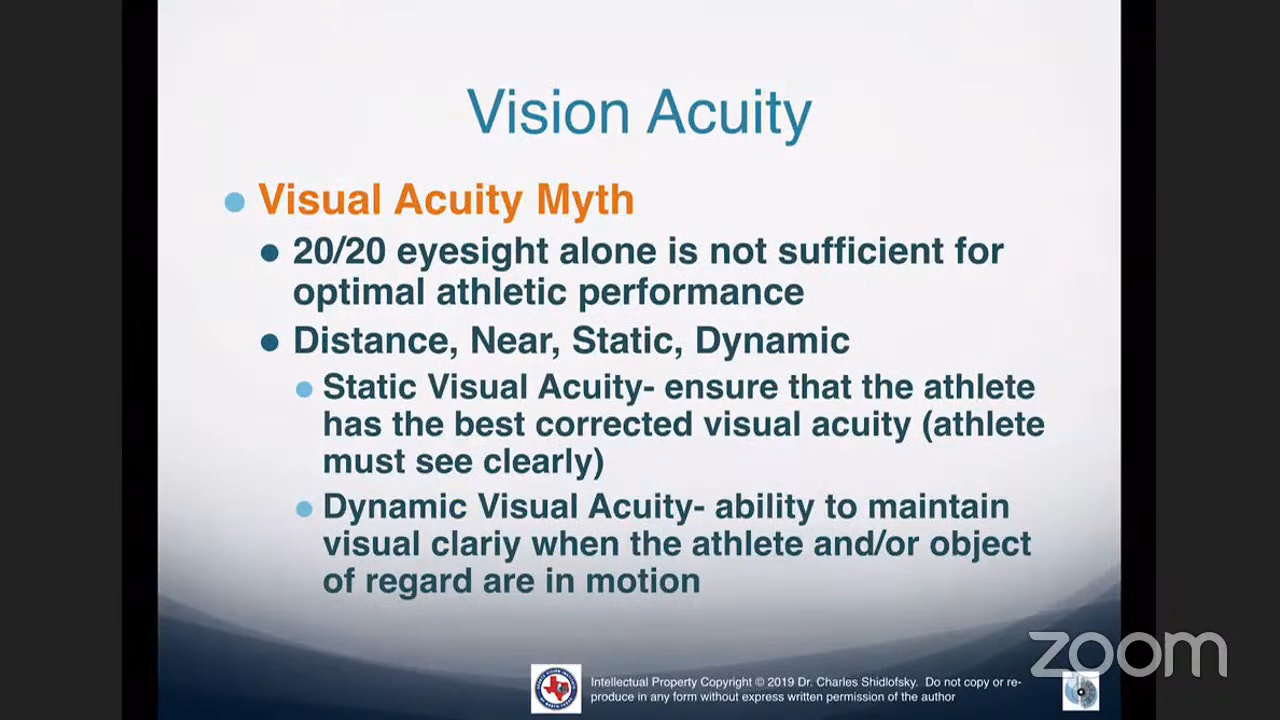 Vision Acuity
Visual Acuity Myth
20/20 eyesight alone is not sufficient for
optimal athletic performance
Distance, Near, Static, Dynamic
Static Visual Acuity- ensure that the athlete
has the best corrected visual acuity (athlete
must see clearly)
Dynamic Visual Acuity- ability to maintain
visual clariy when the athlete and/or object
of regard are in motion
zoom
Intellectual Property Copyright © 2019 Dr. Charles Shidlofsky. Do not copy or re-
produce in any form without express written permission of the author